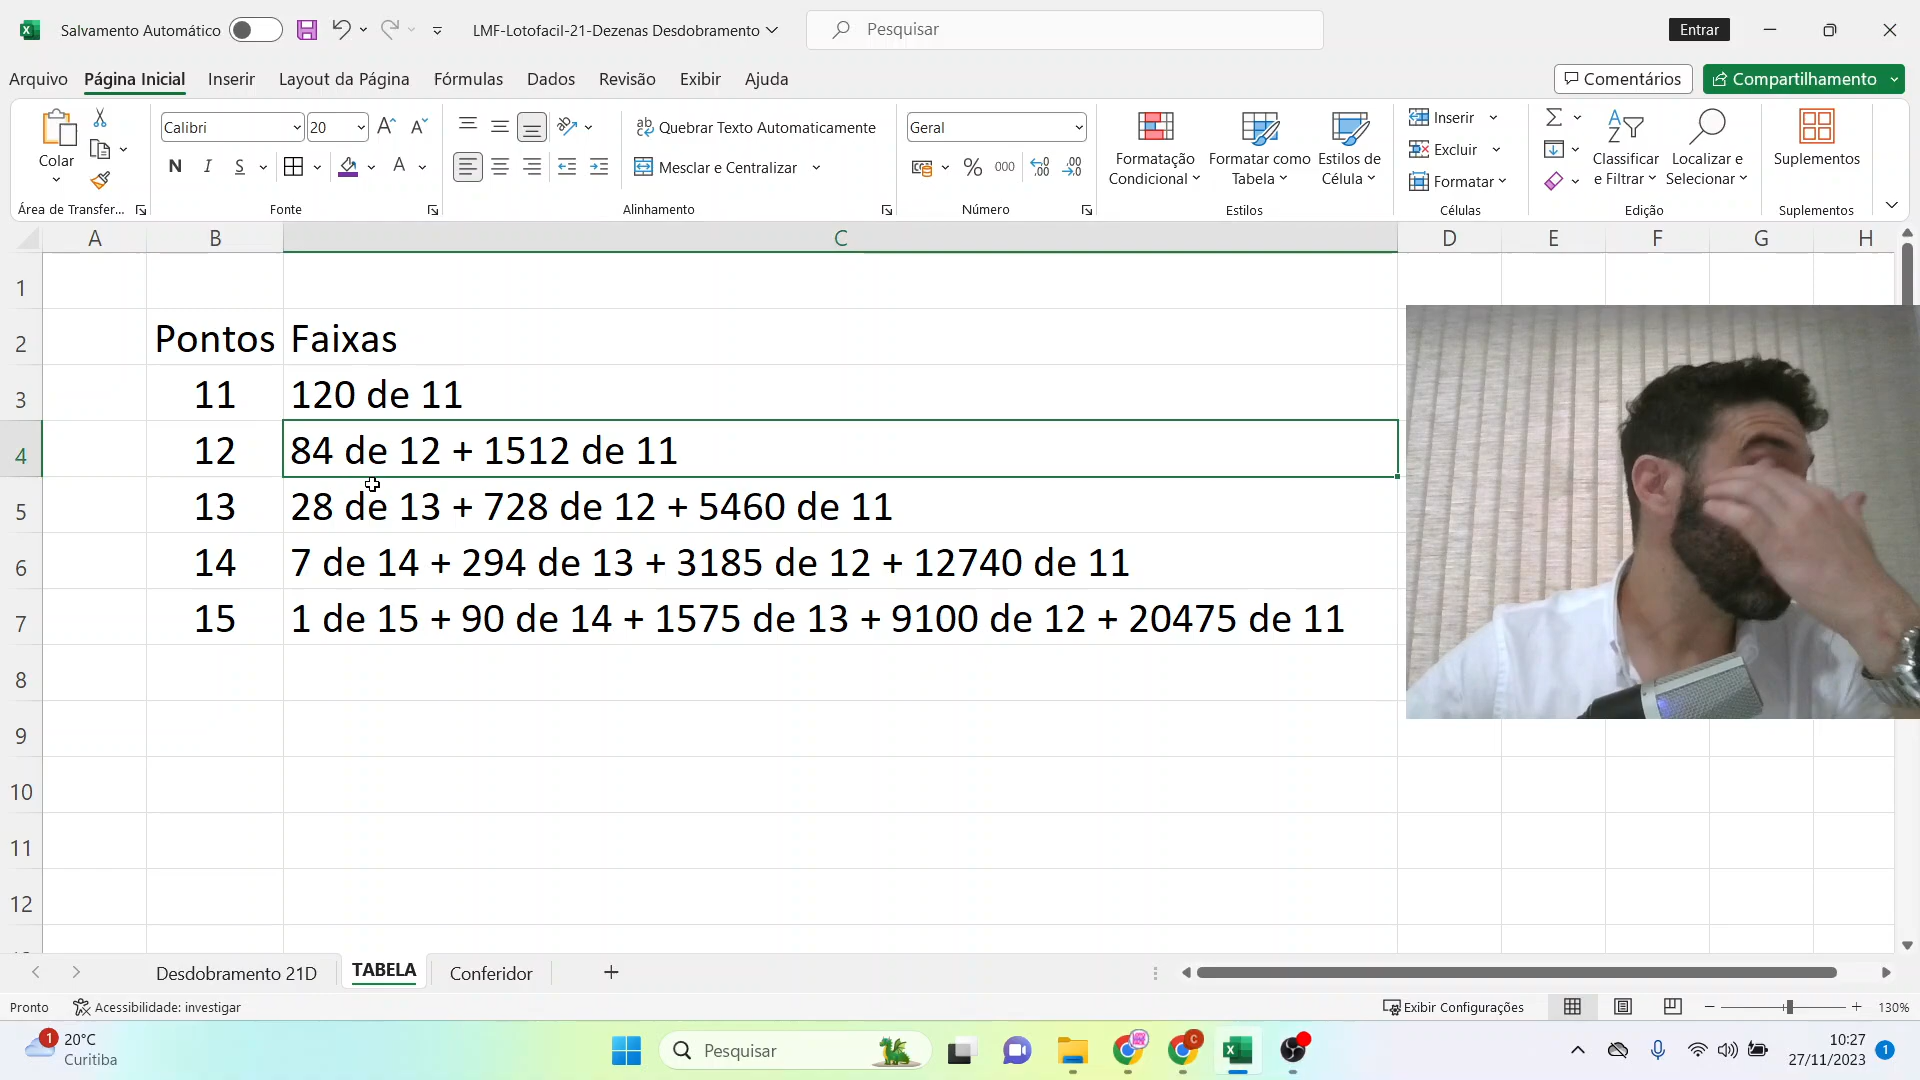 Salvamento Automático
LMF-Lotofacil-21-Dezenas Desdobramento
Pesquisar
Entrar
Arquivo Página Inicial Inserir Layout da Página Fórmulas Dados Revisão Exibir Ajuda
Comentários Compartilhamento
Calibri 20
Quebrar Texto Automaticamente
Geral
Inserir
Colar
Formatação Condicional
Formatar como Tabela
Estilos de Célula
Excluir
Classificar e Filtrar
Localizar e Selecionar
Suplementos
N I S
Mesclar e Centralizar
% 000
Formatar
Área de Transfer... Fonte Alinhamento Número Estilos Células Edição Suplementos
A B C D E F G H
1
2 Pontos Faixas
3 11 120 de 11
4 12 84 de 12 + 1512 de 11
5 13 28 de 13 + 728 de 12 + 5460 de 11
6 14 7 de 14 + 294 de 13 + 3185 de 12 + 12740 de 11
7 15 1 de 15 + 90 de 14 + 1575 de 13 + 9100 de 12 + 20475 de 11
8
9
10
11
12
Desdobramento 21D TABELA Conferidor
Pronto Acessibilidade: investigar Exibir Configurações 130%
1 20°C
Curitiba
Pesquisar
10:27
27/11/2023
1